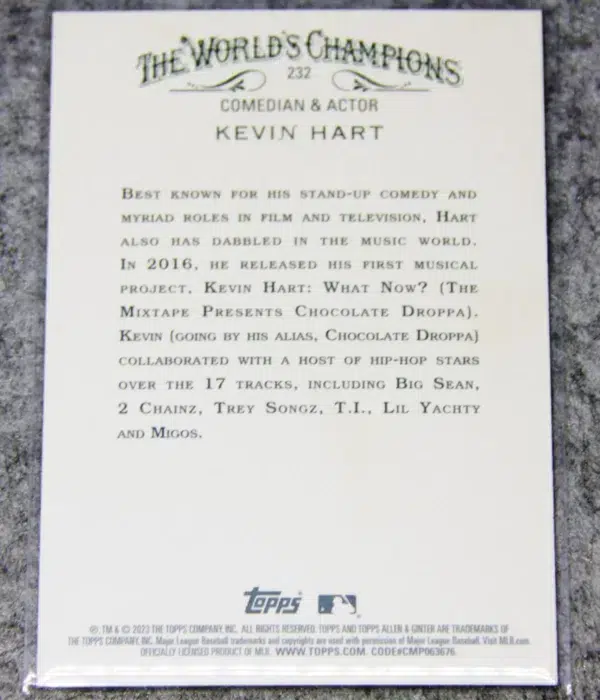 THE WORLD'S CHAMPIONS
232
COMEDIAN & ACTOR
KEVIN HART
BEST KNOWN FOR HIS STAND-UP COMEDY AND
MYRIAD ROLES IN FILM AND TELEVISION, HART
ALSO HAS DABBLED IN THE MUSIC WORLD.
IN 2016, HE RELEASED HIS FIRST MUSICAL
PROJECT, KEVIN HART: WHAT NOW? (THE
MIXTAPE PRESENTS CHOCOLATE DROPPA).
KEVIN (GOING BY HIS ALIAS, CHOCOLATE DROPPA)
COLLABORATED WITH A HOST OF HIP-HOP STARS
OVER THE 17 TRACKS, INCLUDING BIG SEAN,
2 CHAINZ, TREY SONGZ, T.I., LIL YACHTY
AND MIGOS.
topps
®, TM & © 2023 THE TOPPS COMPANY, INC. ALL RIGHTS RESERVED. TOPPS AND TOPPS ALLEN & GINTER ARE TRADEMARKS OF
THE TOPPS COMPANY, INC. Major League Baseball trademarks and copyrights are used with permission of Major League Baseball. Visit MLB.com.
OFFICIALLY LICENSED PRODUCT OF MLB. WWW.TOPPS.COM. CODE#CMP063676.